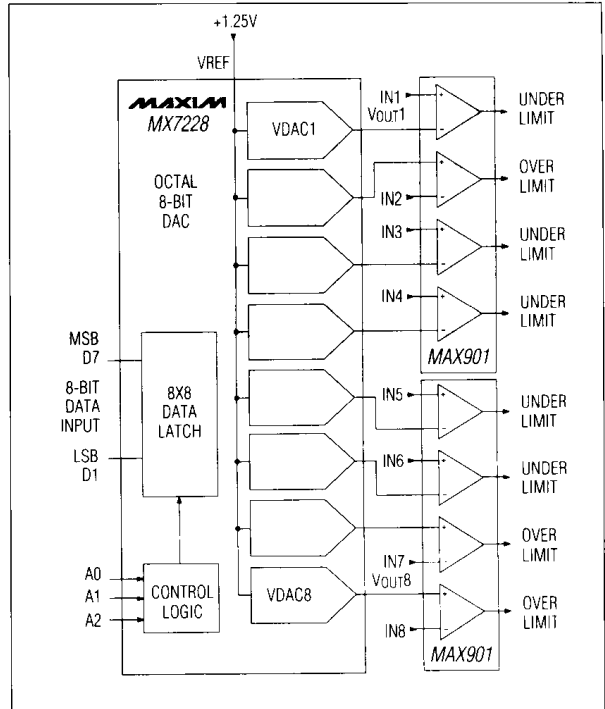 +1.25V
VREF
MAXIM
MX7228
OCTAL
8-BIT
DAC
MSB
D7
8-BIT
DATA
INPUT
LSB
D1
8X8
DATA
LATCH
A0
A1
A2
CONTROL
LOGIC
VDAC1
VDAC8
IN1
VOUT1
+
-
UNDER
LIMIT
+
-
IN2
OVER
LIMIT
IN3
+
-
UNDER
LIMIT
IN4
+
-
UNDER
LIMIT
MAX901
IN5
+
-
UNDER
LIMIT
IN6
+
-
UNDER
LIMIT
+
-
IN7
OVER
LIMIT
VOUT8
+
-
IN8
OVER
LIMIT
MAX901